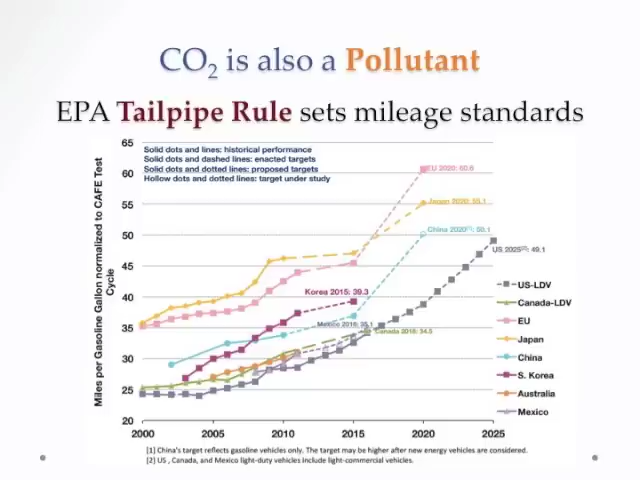 CO₂ is also a Pollutant
EPA Tailpipe Rule sets mileage standards
Miles per Gasoline Gallon normalized to CAFE Test
Cycle
65
60
55
50
45
40
35
30
25
20
Solid dots and lines: historical performance
Solid dots and dashed lines: enacted targets
Solid dots and dotted lines: proposed targets
Hollow dots and dotted lines: target under study
EU 2020: 60.6
Japan 2020: 55.1
China 2020[1]: 50.1
US 2025[2]: 49.1
Korea 2015: 39.3
Mexico 2016: 35.1
Canada 2016: 34.5
US-LDV
Canada-LDV
EU
Japan
China
S. Korea
Australia
Mexico
2000
2005
2010
2015
2020
2025
[1] China's target reflects gasoline vehicles only. The target may be higher after new energy vehicles are considered.
[2] US , Canada, and Mexico light-duty vehicles include light-commercial vehicles.